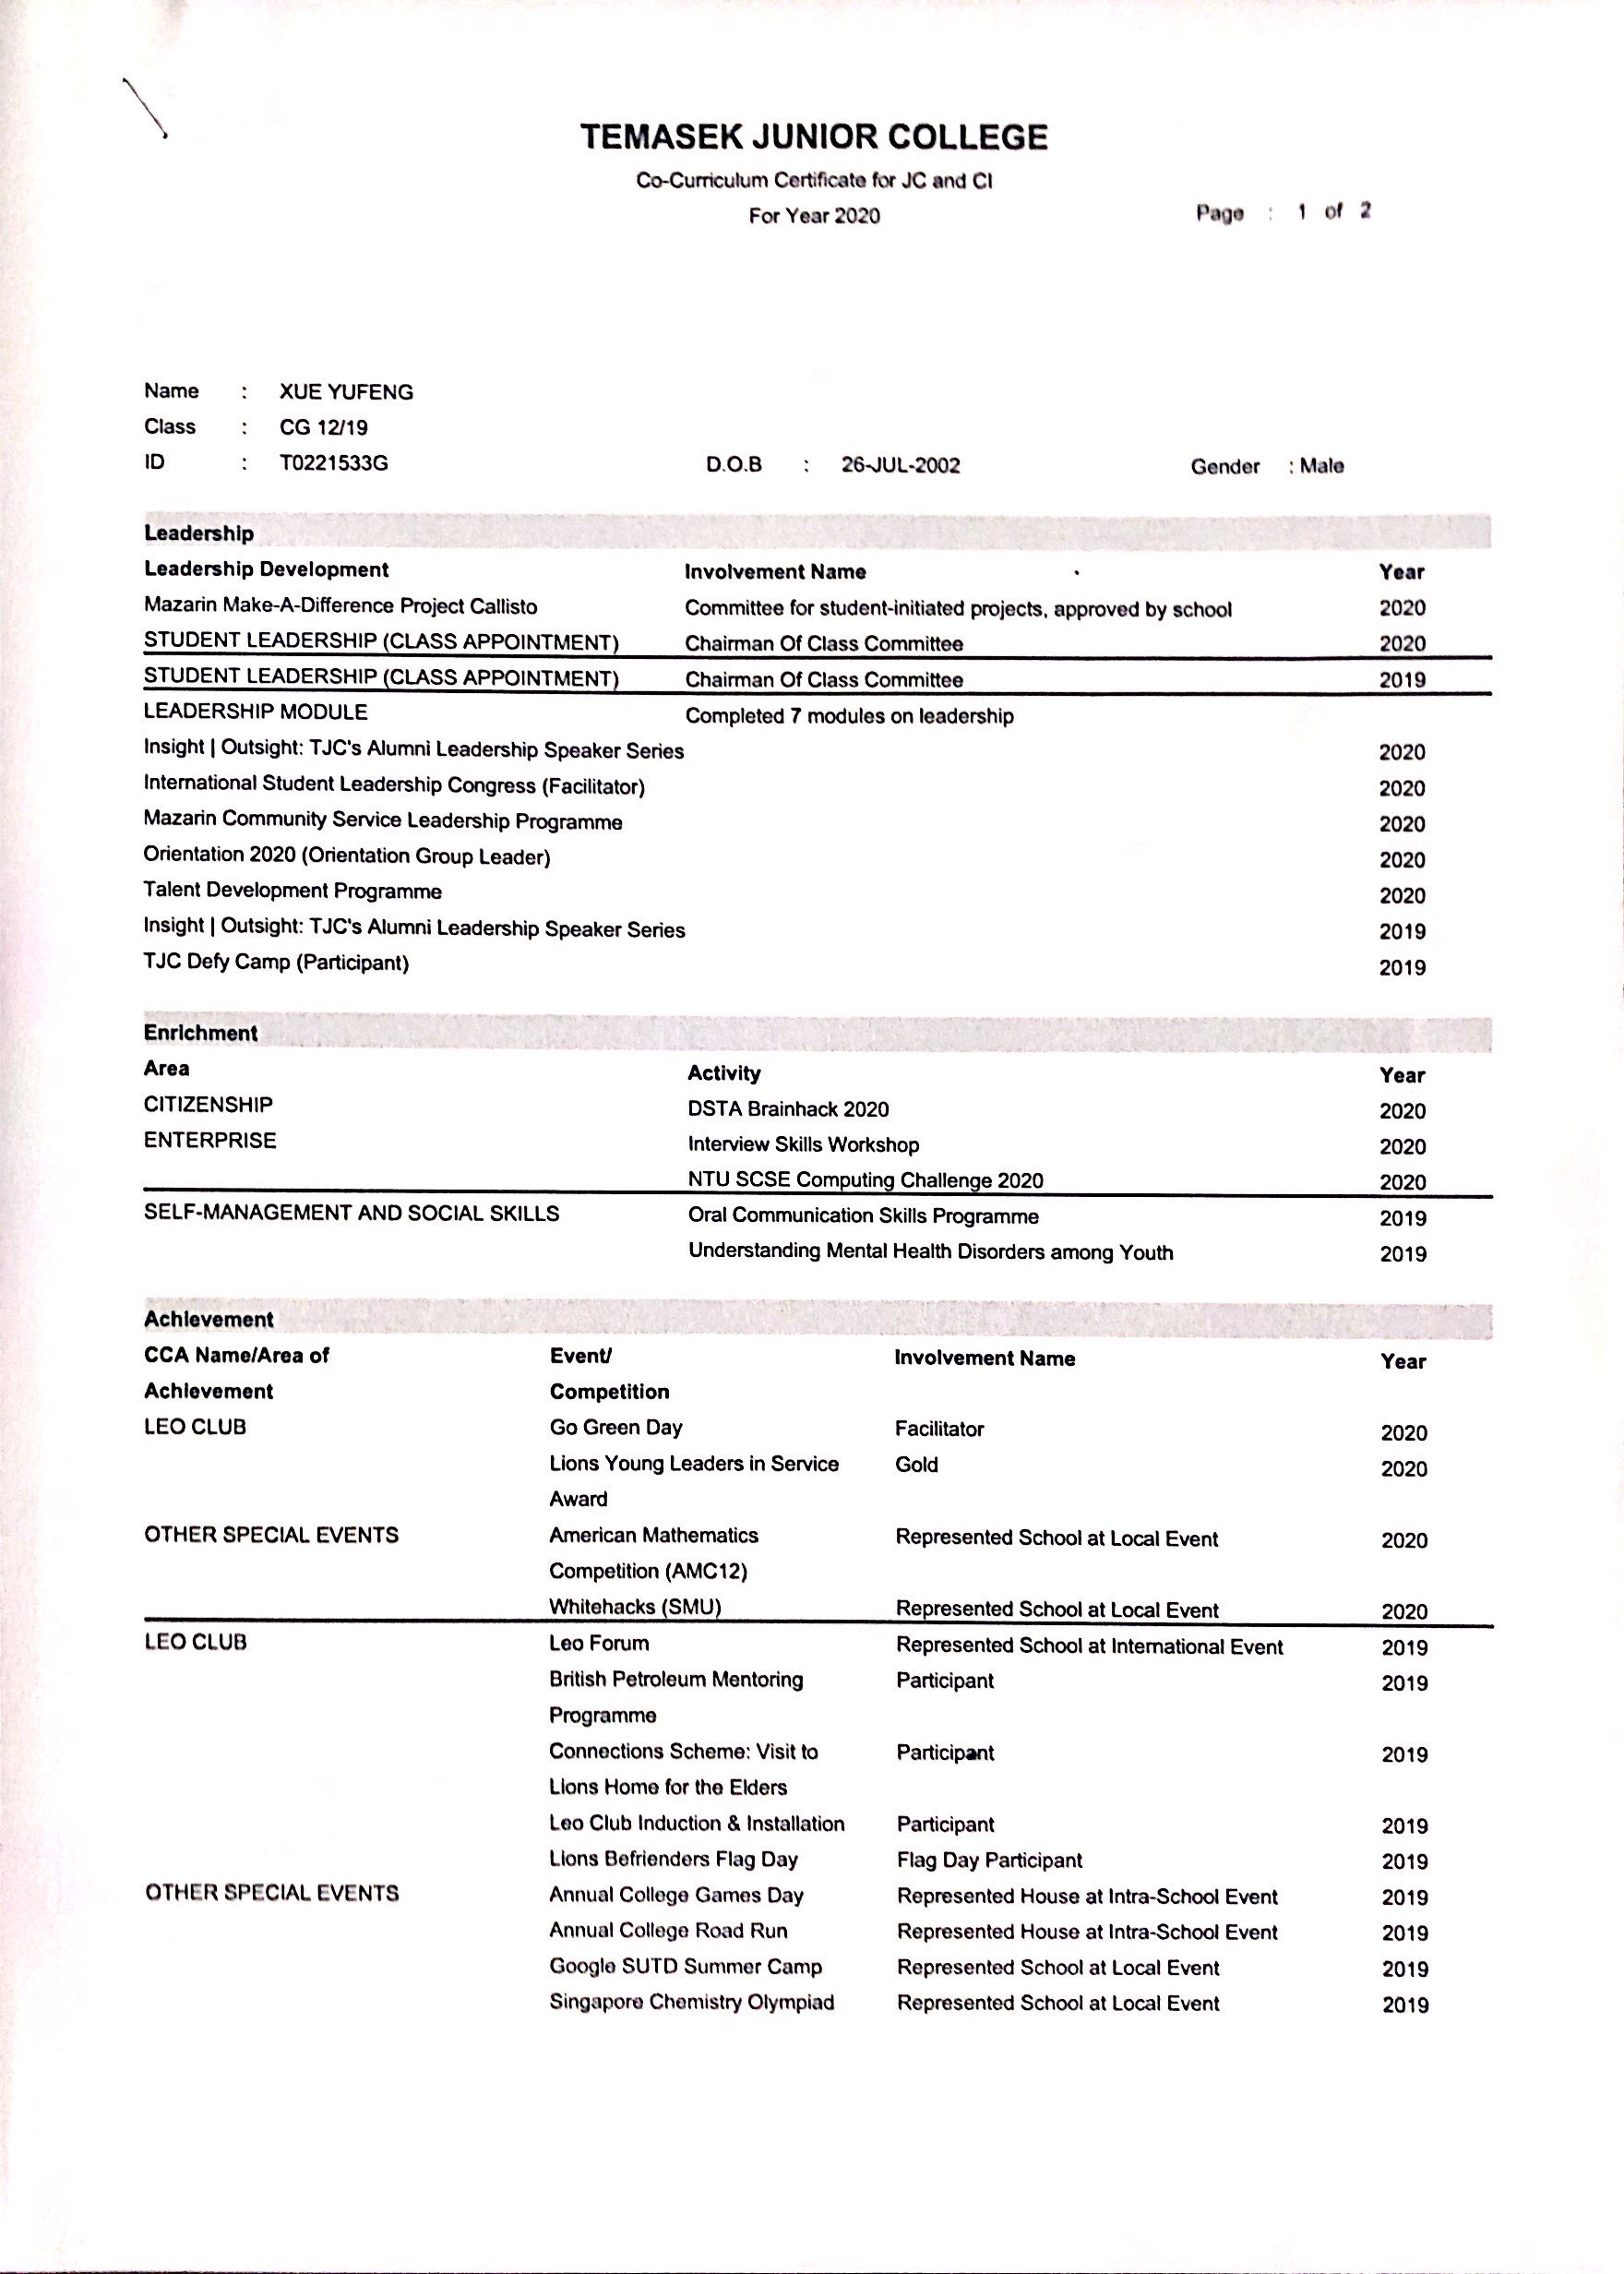 TEMASEK JUNIOR COLLEGE
Co-Curriculum Certificate for JC and CI
For Year 2020 Page : 1 of 2
Name : XUE YUFENG
Class : CG 12/19
ID : T0221533G D.O.B : 26-JUL-2002 Gender : Male
Leadership
Leadership Development Involvement Name Year
Mazarin Make-A-Difference Project Callisto Committee for student-initiated projects, approved by school 2020
STUDENT LEADERSHIP (CLASS APPOINTMENT) Chairman Of Class Committee 2020
STUDENT LEADERSHIP (CLASS APPOINTMENT) Chairman Of Class Committee 2019
LEADERSHIP MODULE Completed 7 modules on leadership
Insight | Outsight: TJC's Alumni Leadership Speaker Series 2020
International Student Leadership Congress (Facilitator) 2020
Mazarin Community Service Leadership Programme 2020
Orientation 2020 (Orientation Group Leader) 2020
Talent Development Programme 2020
Insight | Outsight: TJC's Alumni Leadership Speaker Series 2019
TJC Defy Camp (Participant) 2019
Enrichment
Area Activity Year
CITIZENSHIP DSTA Brainhack 2020 2020
ENTERPRISE Interview Skills Workshop 2020
NTU SCSE Computing Challenge 2020 2020
SELF-MANAGEMENT AND SOCIAL SKILLS Oral Communication Skills Programme 2019
Understanding Mental Health Disorders among Youth 2019
Achievement
CCA Name/Area of Event/ Involvement Name Year
Achievement Competition
LEO CLUB Go Green Day Facilitator 2020
Lions Young Leaders in Service Gold 2020
Award
OTHER SPECIAL EVENTS American Mathematics Represented School at Local Event 2020
Competition (AMC12)
Whitehacks (SMU) Represented School at Local Event 2020
LEO CLUB Leo Forum Represented School at International Event 2019
British Petroleum Mentoring Participant 2019
Programme
Connections Scheme: Visit to Participant 2019
Lions Home for the Elders
Leo Club Induction & Installation Participant 2019
Lions Befrienders Flag Day Flag Day Participant 2019
OTHER SPECIAL EVENTS Annual College Games Day Represented House at Intra-School Event 2019
Annual College Road Run Represented House at Intra-School Event 2019
Google SUTD Summer Camp Represented School at Local Event 2019
Singapore Chemistry Olympiad Represented School at Local Event 2019